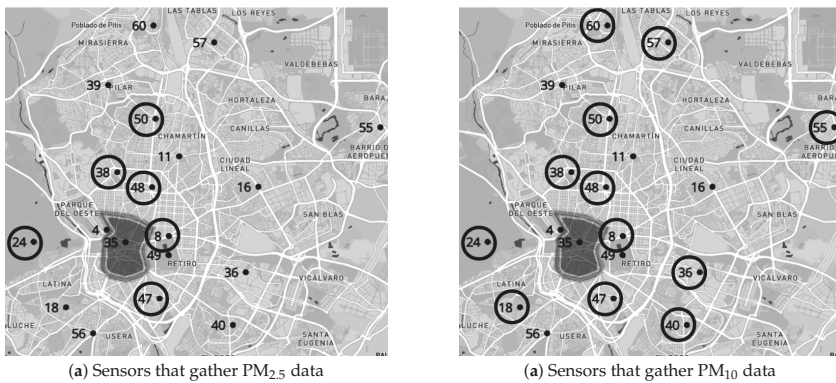 LAS TABLAS
LOS REYES
Poblado de Pitis
60
57
MIRASIERRA
VALDEBEBAS
39
PILAR
HORTALEZA
BARA
50
CHAMARTÍN
CANILLAS
55
BARRIO D
AEROPUER
11
CIUDAD
LINEAL
38
48
16
PARQUE
DEL OESTE
SAN BLAS
4
8
24
35
49
RETIRO
36
VICÁLVARO
LATINA
47
18
ALUCHE
56
USERA
40
SANTA
EUGENIA
(a) Sensors that gather PM2.5 data
LAS TABLAS
LOS REYES
Poblado de Pitis
60
57
MIRASIERRA
VALDEBEBAS
39
PILAR
HORTALEZA
BARA
50
CHAMARTÍN
CANILLAS
55
BARRIO D
AEROPUER
11
CIUDAD
LINEAL
38
48
16
PARQUE
DEL OESTE
SAN BLAS
4
8
24
35
49
RETIRO
36
VICÁLVARO
LATINA
47
18
ALUCHE
56
USERA
40
SANTA
EUGENIA
(a) Sensors that gather PM10 data